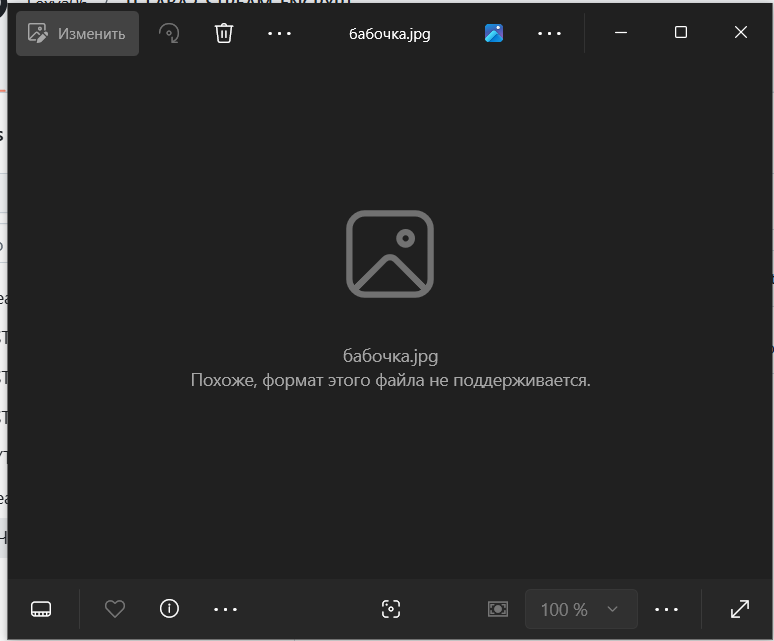 Изменить
бабочка.jpg
бабочка.jpg
Похоже, формат этого файла не поддерживается.
100 %